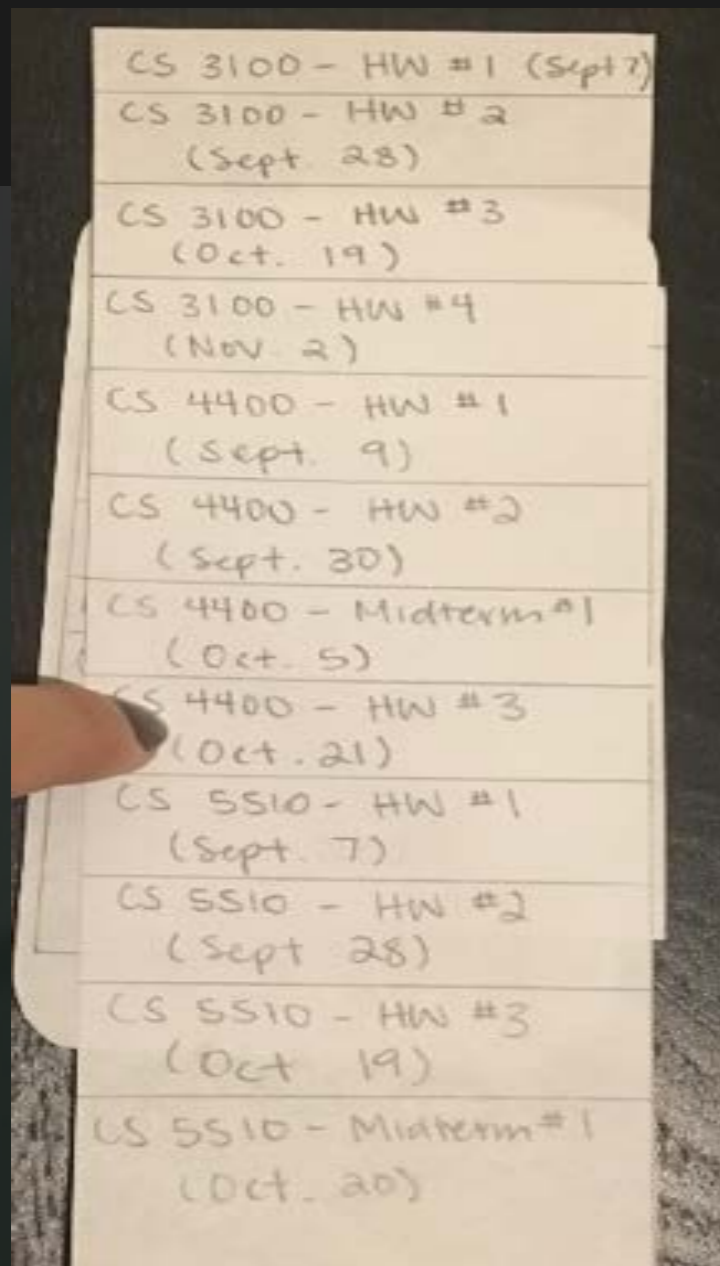 CS 3100 - HW #1 (Sept 7)
CS 3100 - HW #2
(Sept. 28)
CS 3100 - HW #3
(Oct. 19)
CS 3100 - HW #4
(Nov. 2)
CS 4400 - HW #1
(Sept. 9)
CS 4400 - HW #2
(Sept. 30)
CS 4400 - Midterm #1
(Oct. 5)
CS 4400 - HW #3
(Oct. 21)
CS 5510 - HW #1
(Sept. 7)
CS 5510 - HW #2
(Sept 28)
CS 5510 - HW #3
(Oct 19)
CS 5510 - Midterm #1
(Oct. 20)